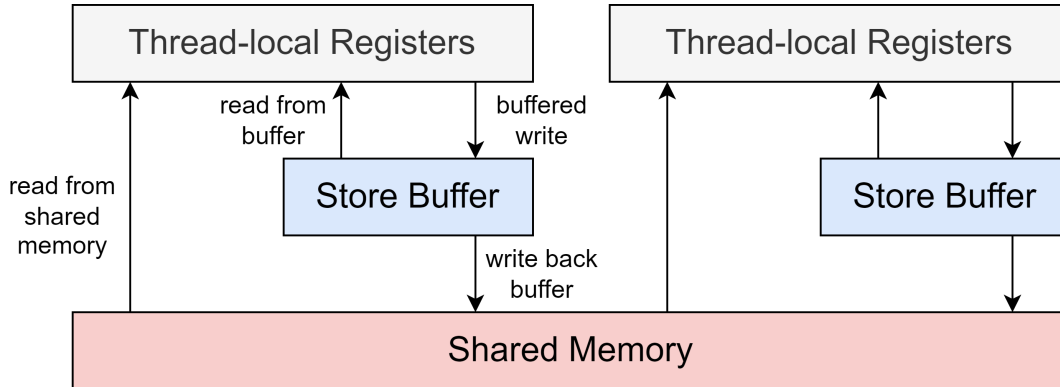 Thread-local Registers
Thread-local Registers
read from
buffer
buffered
write
read from
shared
memory
Store Buffer
Store Buffer
write back
buffer
Shared Memory